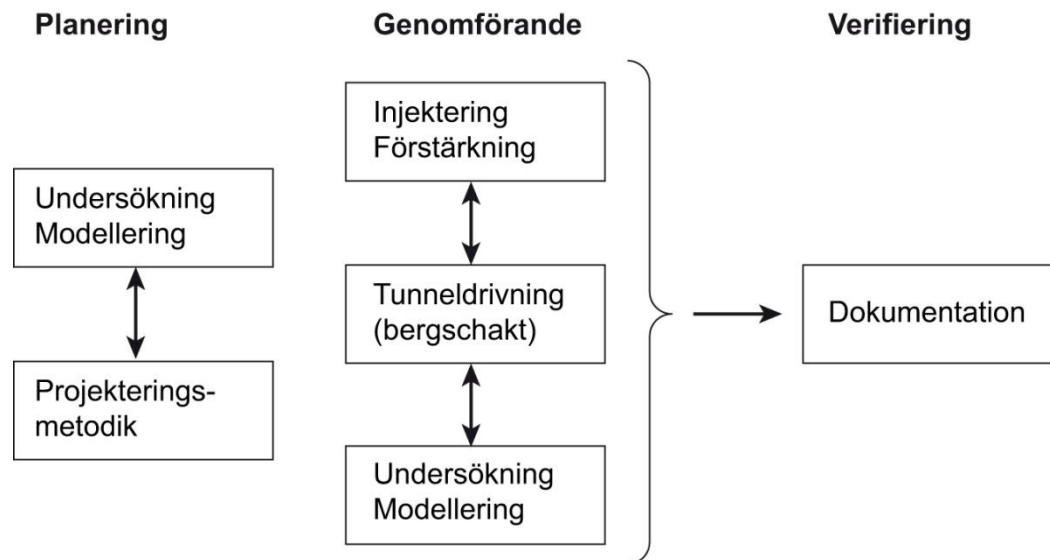 Planering
Undersökning
Modellering
Projekterings-
metodik
Genomförande
Injektering
Förstärkning
Tunneldrivning
(bergschakt)
Undersökning
Modellering
Verifiering
Dokumentation